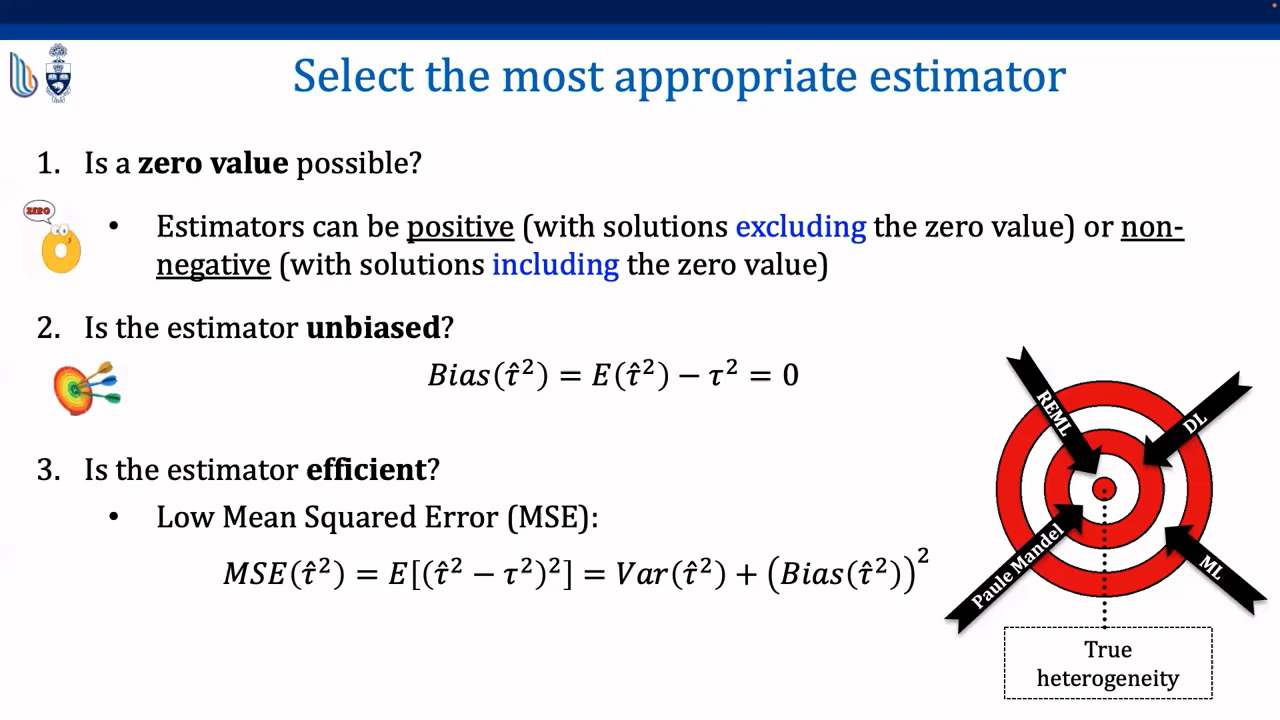 Select the most appropriate estimator
1. Is a zero value possible?
ZERO
• Estimators can be positive (with solutions excluding the zero value) or non-
negative (with solutions including the zero value)
2. Is the estimator unbiased?
Bias(τ̂²) = E(τ̂²) − τ² = 0
3. Is the estimator efficient?
• Low Mean Squared Error (MSE):
MSE(τ̂²) = E[(τ̂² − τ²)²] = Var(τ̂²) + (Bias(τ̂²))²
REML
DL
Paule Mandel
ML
True
heterogeneity